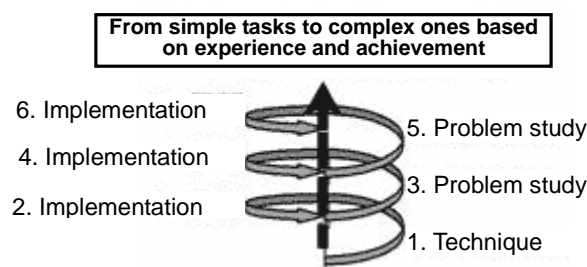 From simple tasks to complex ones based
on experience and achievement
6. Implementation
5. Problem study
4. Implementation
3. Problem study
2. Implementation
1. Technique